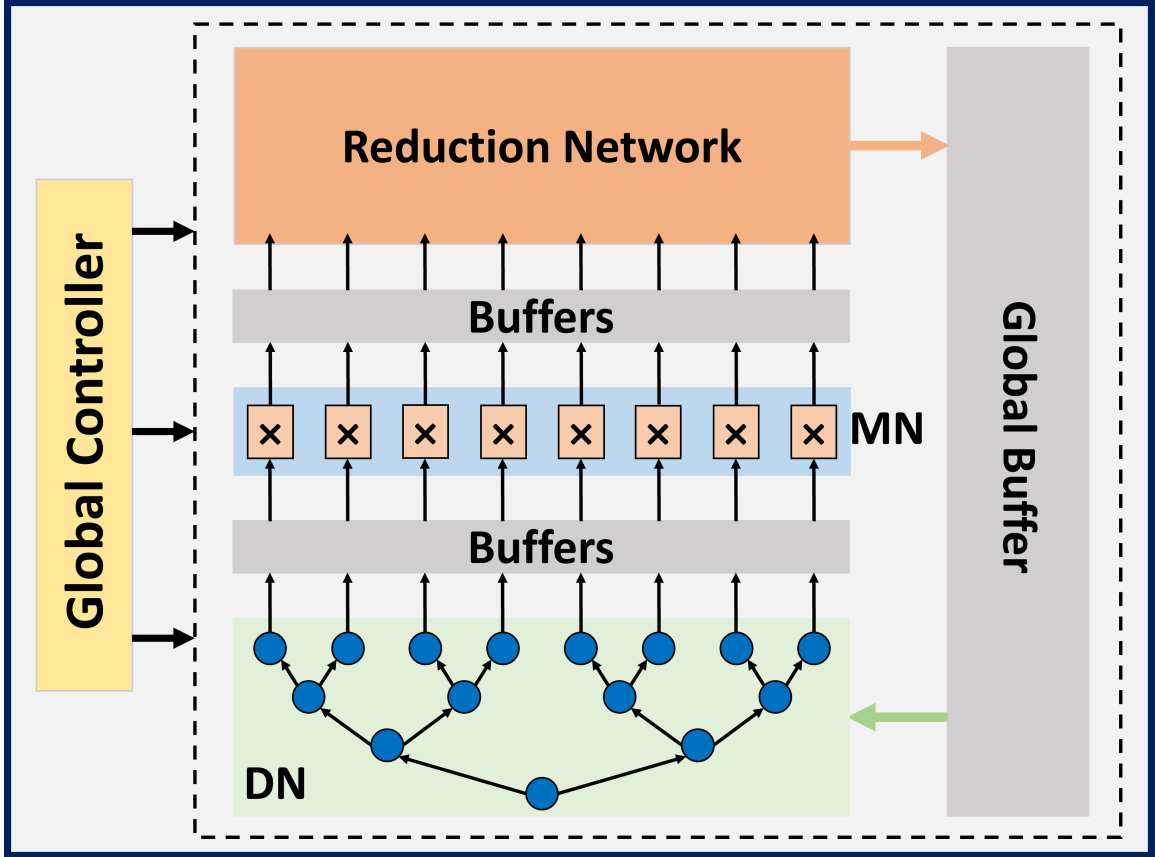 Reduction Network
Global Controller
Buffers
× × × × × × × ×
MN
Buffers
DN
Global Buffer